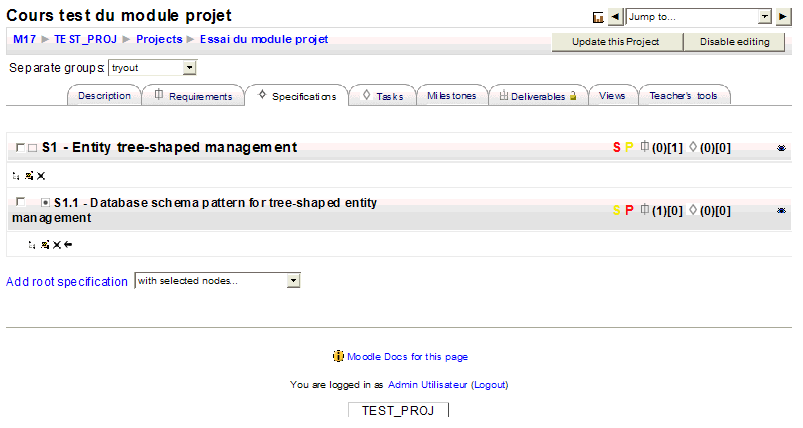 Cours test du module projet
Jump to...
M17 ► TEST_PROJ ► Projects ► Essai du module projet
Update this Project
Disable editing
Separate groups: tryout
Description
Requirements
Specifications
Tasks
Milestones
Deliverables
Views
Teacher's tools
S1 - Entity tree-shaped management
S P (0)[1] (0)[0]
S1.1 - Database schema pattern for tree-shaped entity
management
S P (1)[0] (0)[0]
Add root specification with selected nodes...
Moodle Docs for this page
You are logged in as Admin Utilisateur (Logout)
TEST_PROJ